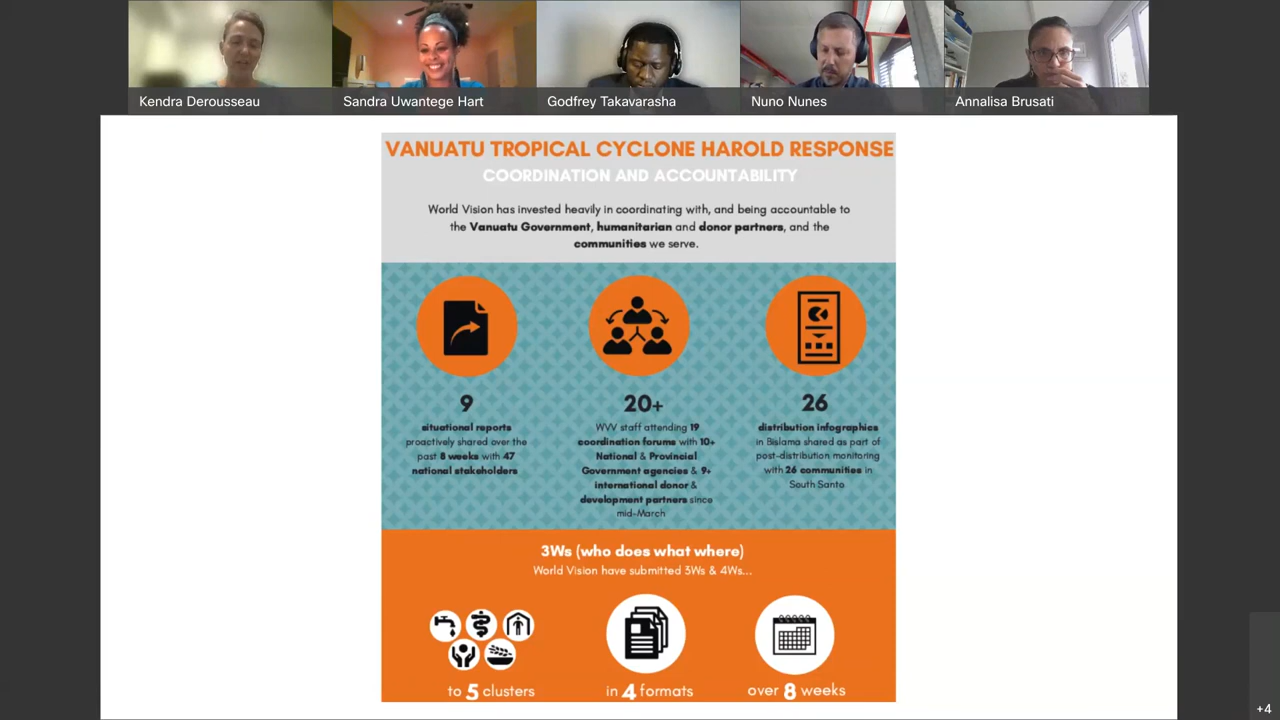 Kendra Derousseau
Sandra Uwantege Hart
Godfrey Takavarasha
Nuno Nunes
Annalisa Brusati
VANUATU TROPICAL CYCLONE HAROLD RESPONSE
COORDINATION AND ACCOUNTABILITY
World Vision has invested heavily in coordinating with, and being accountable to
the Vanuatu Government, humanitarian and donor partners, and the
communities we serve.
9
situational reports
proactively shared over the
past 8 weeks with 47
national stakeholders
20+
WVV staff attending 19
coordination forums with 10+
National & Provincial
Government agencies & 9+
international donor &
development partners since
mid-March
26
distribution infographics
in Bislama shared as part of
post-distribution monitoring
with 26 communities in
South Santo
3Ws (who does what where)
World Vision have submitted 3Ws & 4Ws...
to 5 clusters
in 4 formats
over 8 weeks
+4